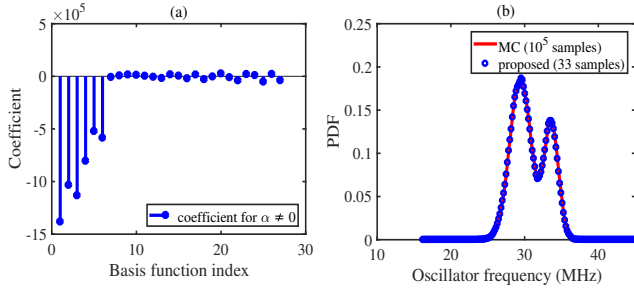 (a)
×10^5
5
0
-5
-10
-15
Coefficient
coefficient for α ≠ 0
0
10
20
30
Basis function index
(b)
0.25
0.2
0.15
0.1
0.05
0
PDF
MC (10^5 samples)
proposed (33 samples)
10
20
30
40
Oscillator frequency (MHz)